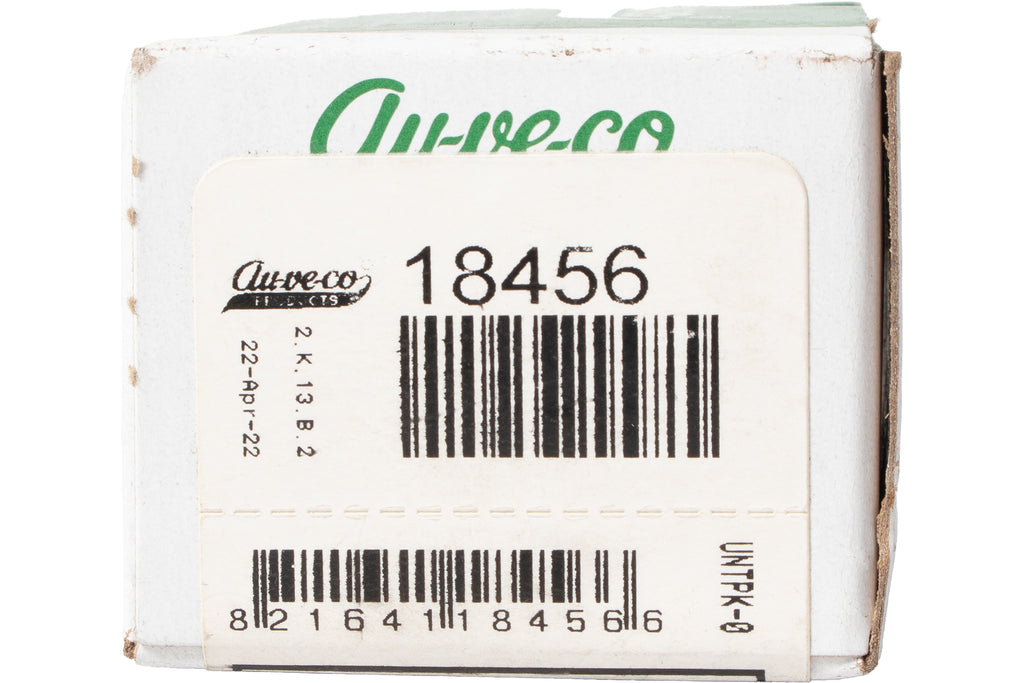 Au-ve-co
Au-ve-co
PRODUCTS
18456
2.K.13.B.2
22-Apr-22
UNTPK-0
8 21641 18456 6